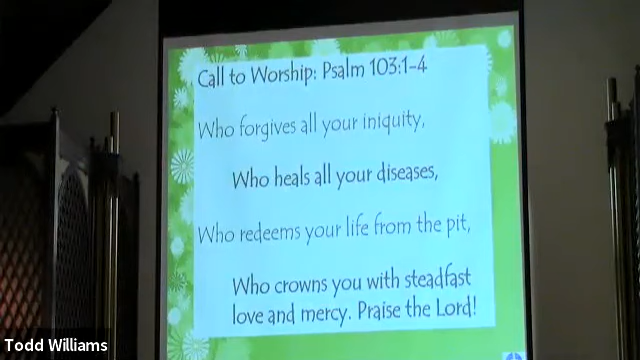 Call to Worship: Psalm 103:1-4
Who forgives all your iniquity,
Who heals all your diseases,
Who redeems your life from the pit,
Who crowns you with steadfast
love and mercy. Praise the Lord!
Todd Williams